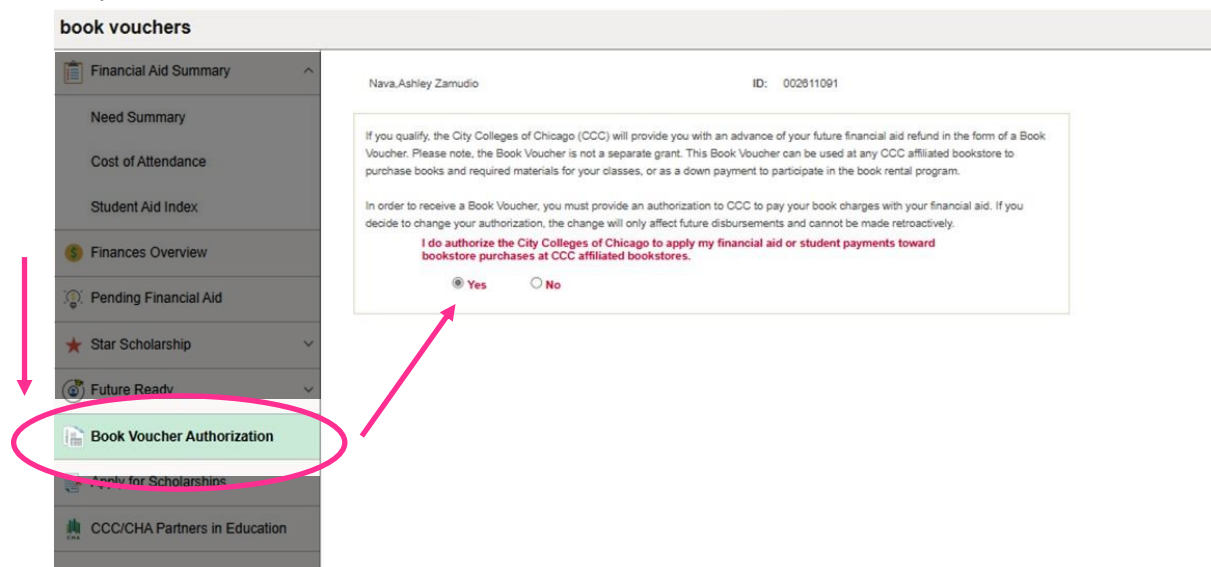 book vouchers
Financial Aid Summary
Need Summary
Cost of Attendance
Student Aid Index
Finances Overview
Pending Financial Aid
Star Scholarship
Future Ready
Book Voucher Authorization
Apply for Scholarships
CHA
CCC/CHA Partners in Education
Nava,Ashley Zamudio ID: 002611091
If you qualify, the City Colleges of Chicago (CCC) will provide you with an advance of your future financial aid refund in the form of a Book
Voucher. Please note, the Book Voucher is not a separate grant. This Book Voucher can be used at any CCC affiliated bookstore to
purchase books and required materials for your classes, or as a down payment to participate in the book rental program.
In order to receive a Book Voucher, you must provide an authorization to CCC to pay your book charges with your financial aid. If you
decide to change your authorization, the change will only affect future disbursements and cannot be made retroactively.
I do authorize the City Colleges of Chicago to apply my financial aid or student payments toward
bookstore purchases at CCC affiliated bookstores.
Yes No